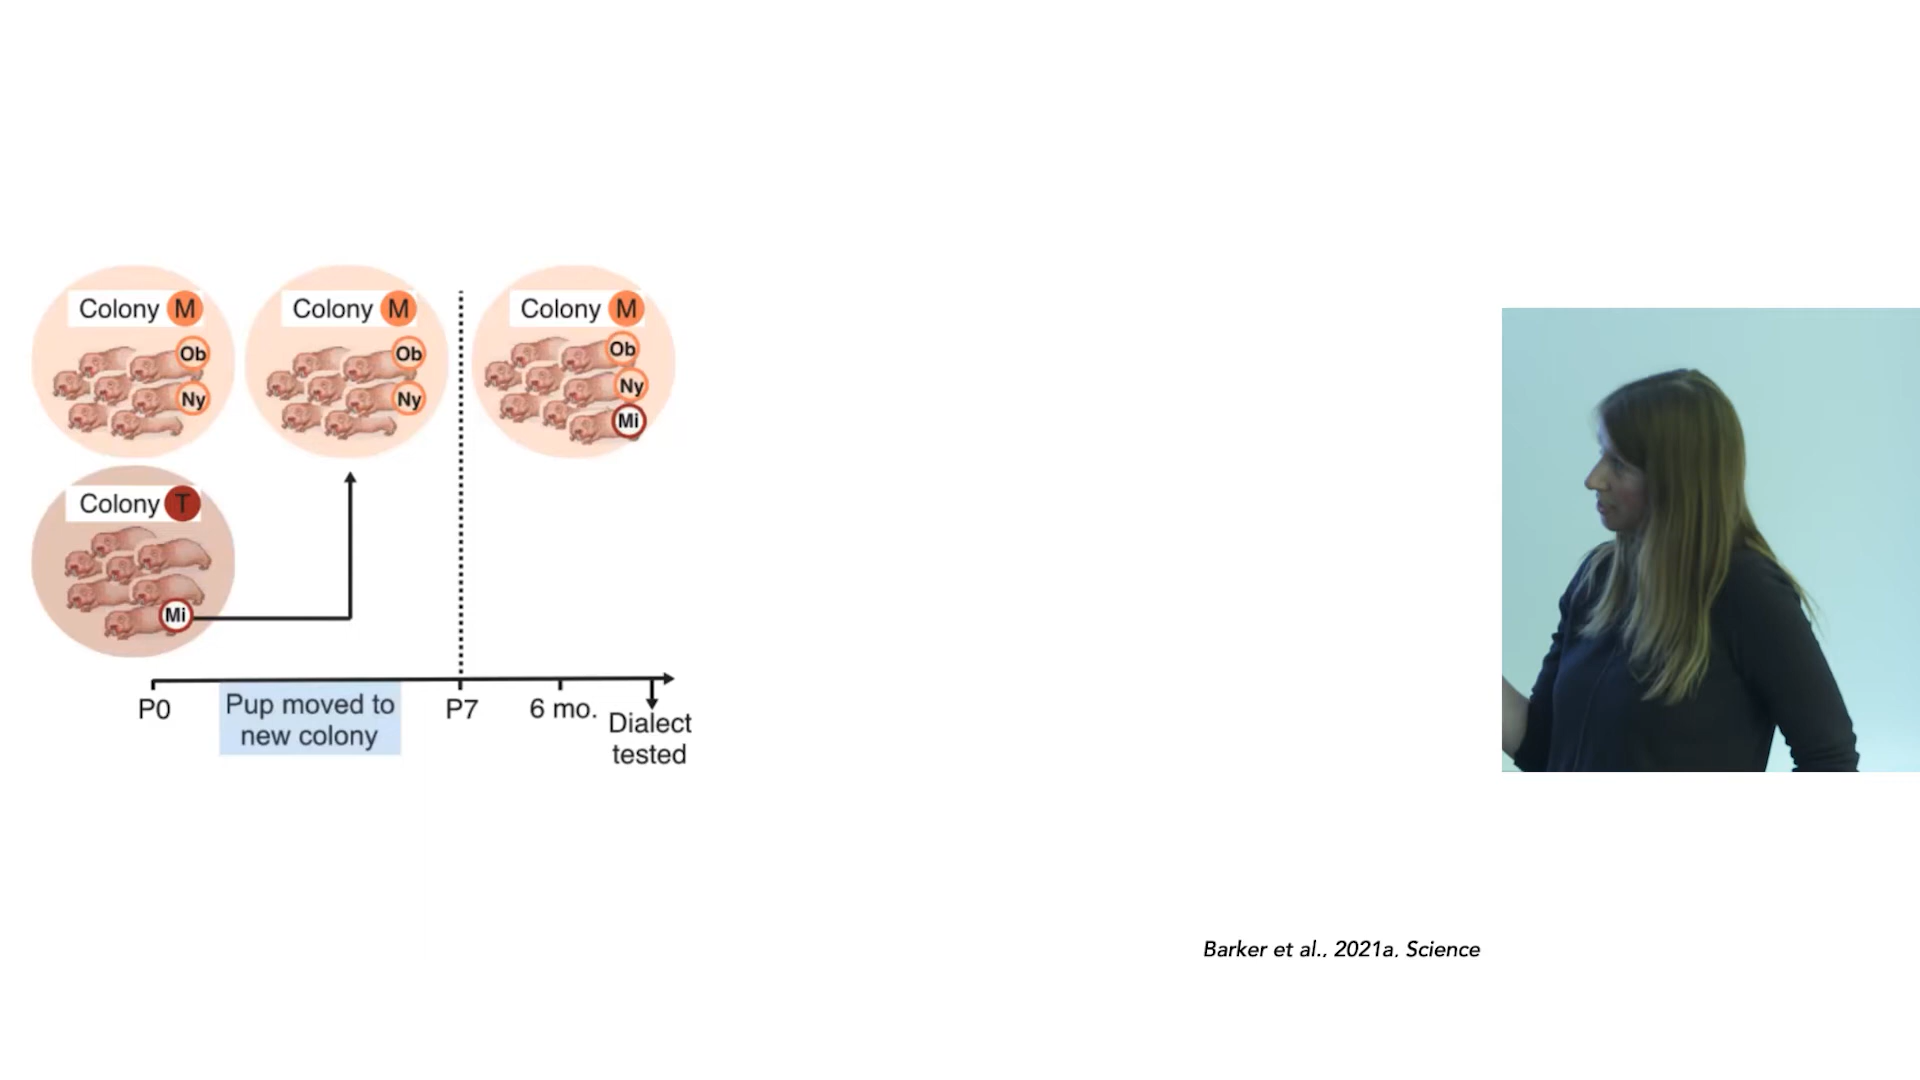 Colony M
Ob
Ny
Colony M
Ob
Ny
Colony M
Ob
Ny
Mi
Colony T
Mi
P0
Pup moved to
new colony
P7
6 mo.
Dialect
tested
Barker et al., 2021a, Science